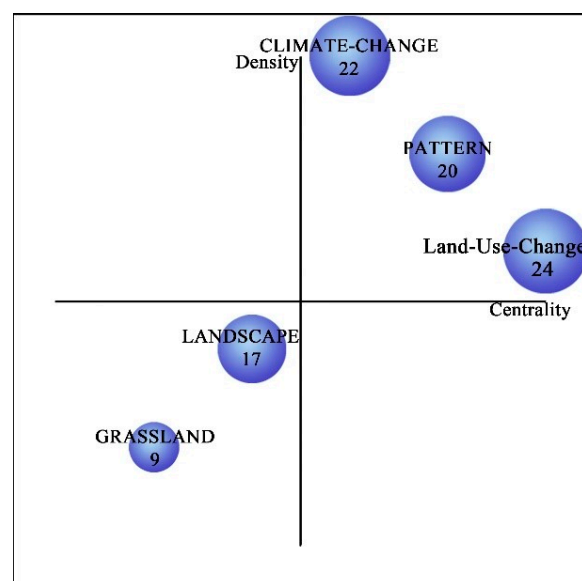 CLIMATE-CHANGE
22
Density
PATTERN
20
Land-Use-Change
24
Centrality
LANDSCAPE
17
GRASSLAND
9